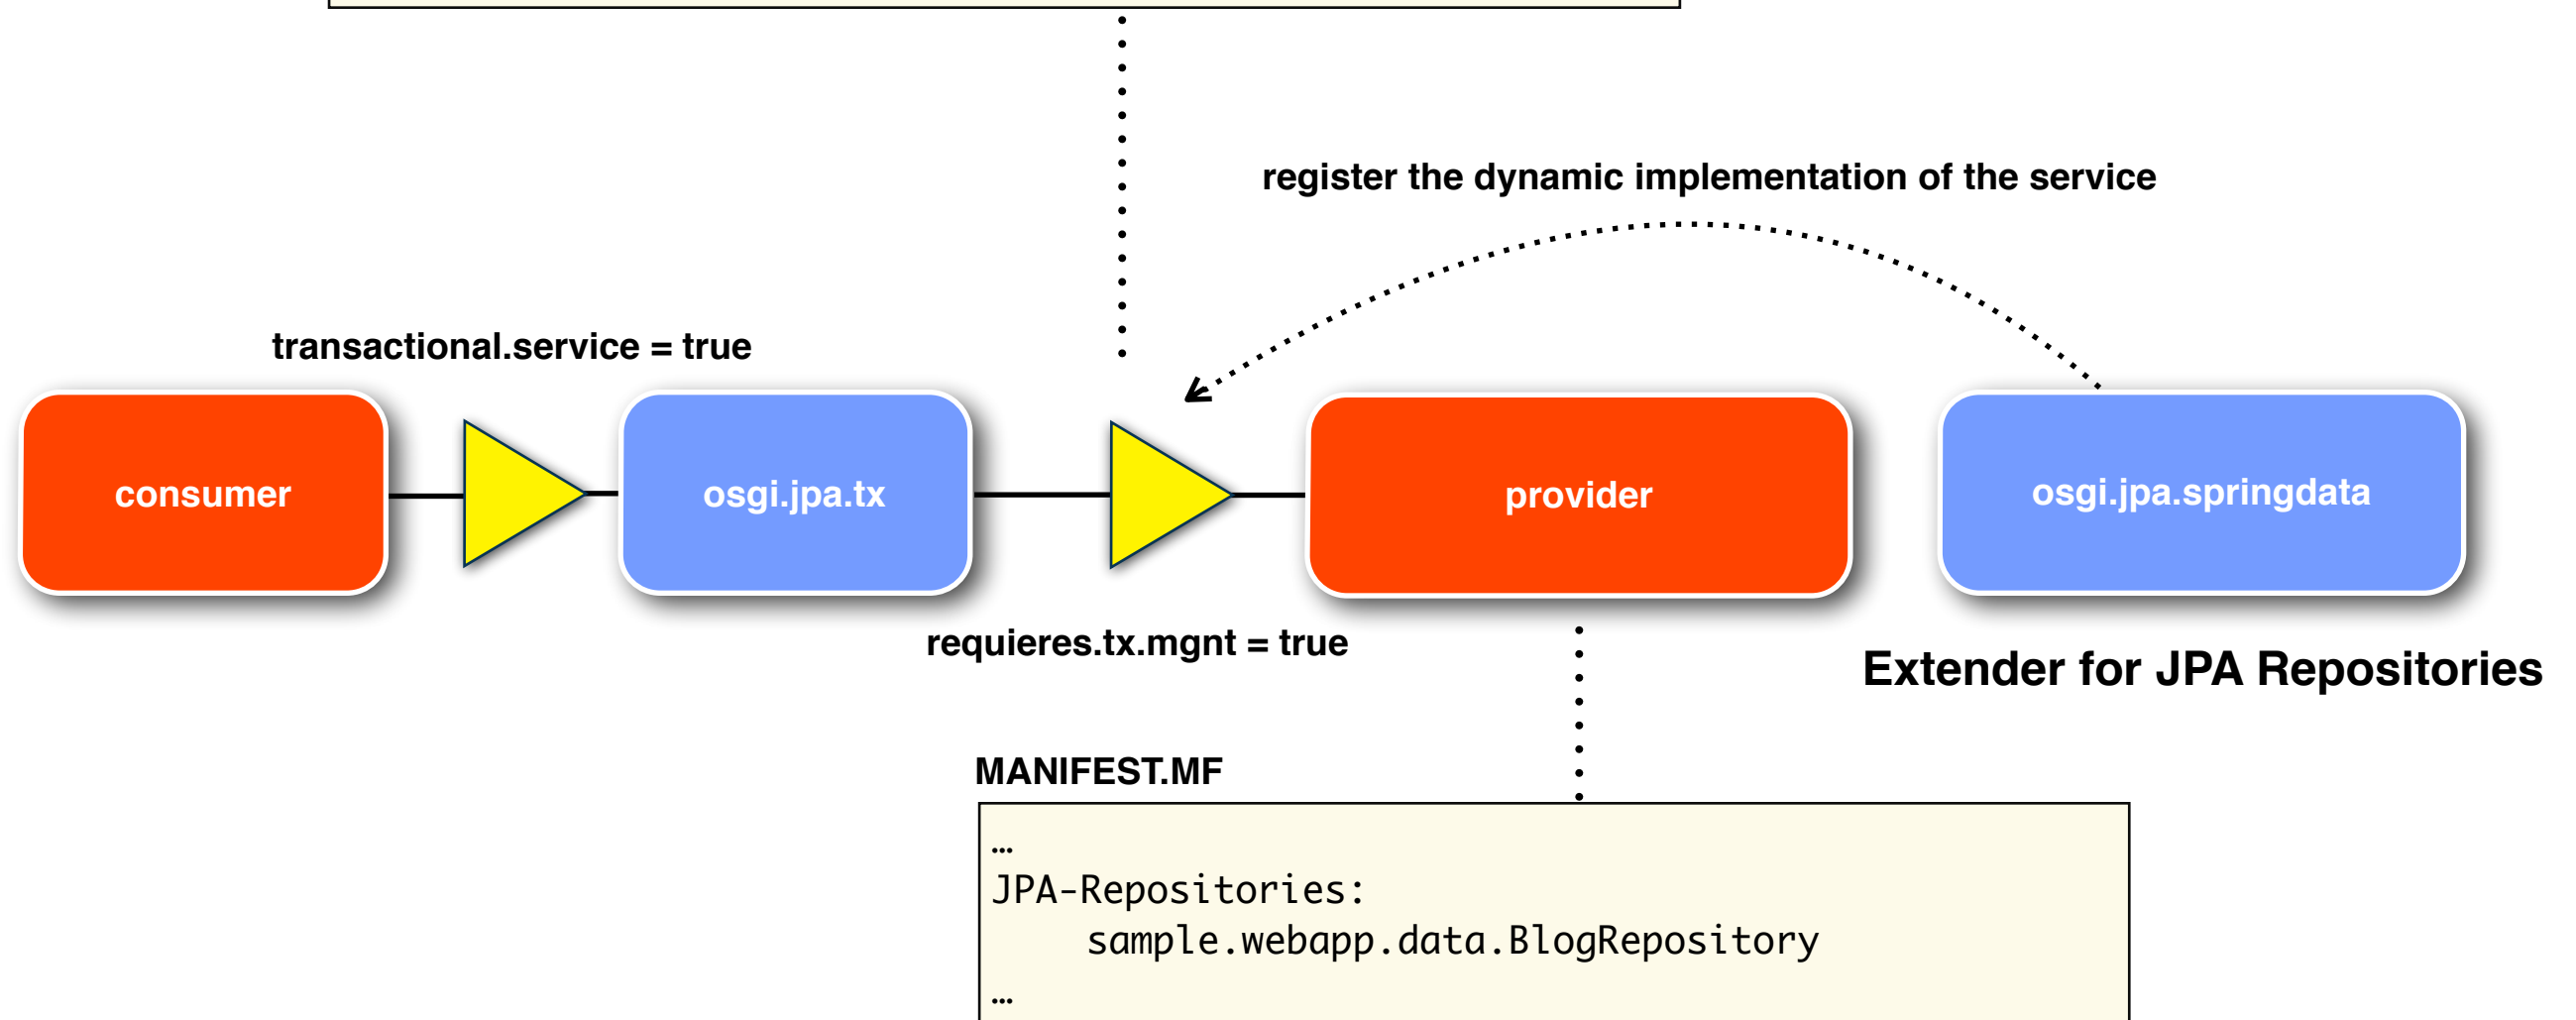 register the dynamic implementation of the service
transactional.service = true
consumer
osgi.jpa.tx
provider
osgi.jpa.springdata
requieres.tx.mgnt = true
Extender for JPA Repositories
MANIFEST.MF
…
JPA-Repositories:
sample.webapp.data.BlogRepository
…